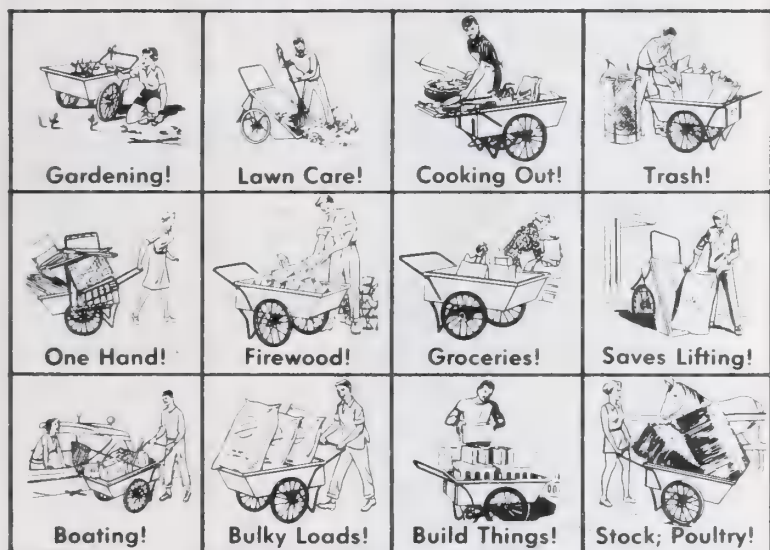 Gardening!
Lawn Care!
Cooking Out!
Trash!
One Hand!
Firewood!
Groceries!
Saves Lifting!
Boating!
Bulky Loads!
Build Things!
Stock; Poultry!